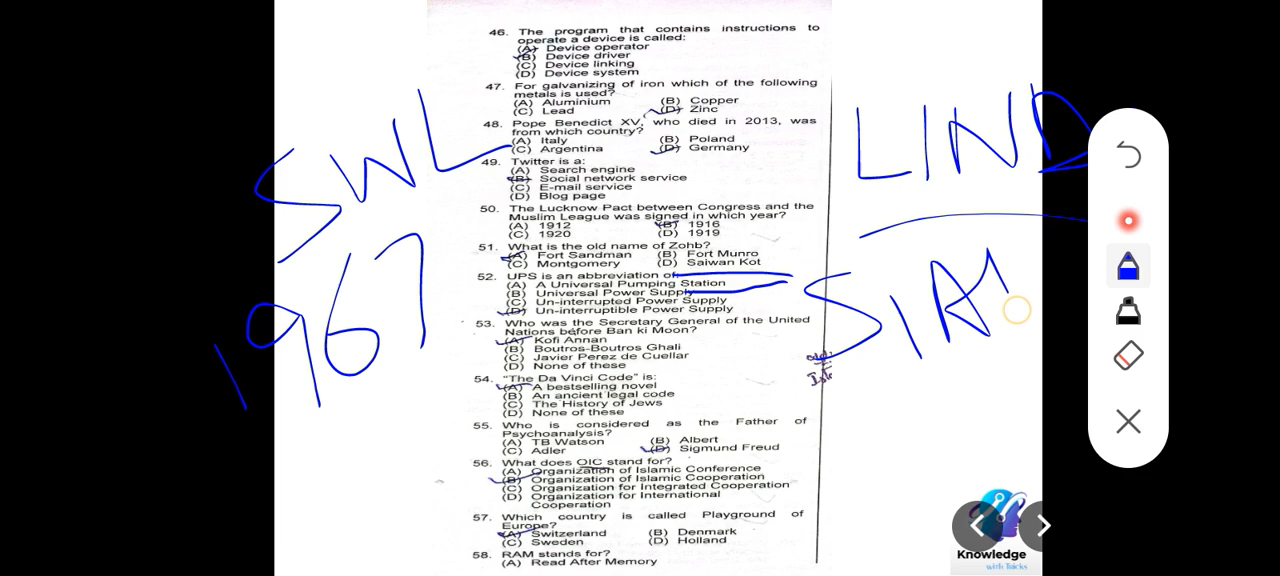 46. The program that contains instructions to
operate a device is called:
(A) Device operator
(B) Device driver
(C) Device linking
(D) Device system
47. For galvanizing of iron which of the following
metals is used?
(A) Aluminium (B) Copper
(C) Lead (D) Zinc
48. Pope Benedict XV, who died in 2013, was
from which country?
(A) Italy (B) Poland
(C) Argentina (D) Germany
49. Twitter is a:
(A) Search engine
(B) Social network service
(C) E-mail service
(D) Blog page
50. The Lucknow Pact between Congress and the
Muslim League was signed in which year?
(A) 1912 (B) 1916
(C) 1920 (D) 1919
51. What is the old name of Zohb?
(A) Fort Sandman (B) Fort Munro
(C) Montgomery (D) Saiwan Kot
52. UPS is an abbreviation of:
(A) A Universal Pumping Station
(B) Universal Power Supply
(C) Un-interrupted Power Supply
(D) Un-interruptible Power Supply
53. Who was the Secretary General of the United
Nations before Ban ki Moon?
(A) Kofi Annan
(B) Boutros-Boutros Ghali
(C) Javier Perez de Cuellar
(D) None of these
54. "The Da Vinci Code" is:
(A) A bestselling novel
(B) An ancient legal code
(C) The History of Jews
(D) None of these
55. Who is considered as the Father of
Psychoanalysis?
(A) TB Watson (B) Albert
(C) Adler (D) Sigmund Freud
56. What does OIC stand for?
(A) Organization of Islamic Conference
(B) Organization of Islamic Cooperation
(C) Organization for Integrated Cooperation
(D) Organization for International
Cooperation
57. Which country is called Playground of
Europe?
(A) Switzerland (B) Denmark
(C) Sweden (D) Holland
58. RAM stands for?
(A) Read After Memory
SWL
1967
LIND
SIAM
Knowledge
with Tricks